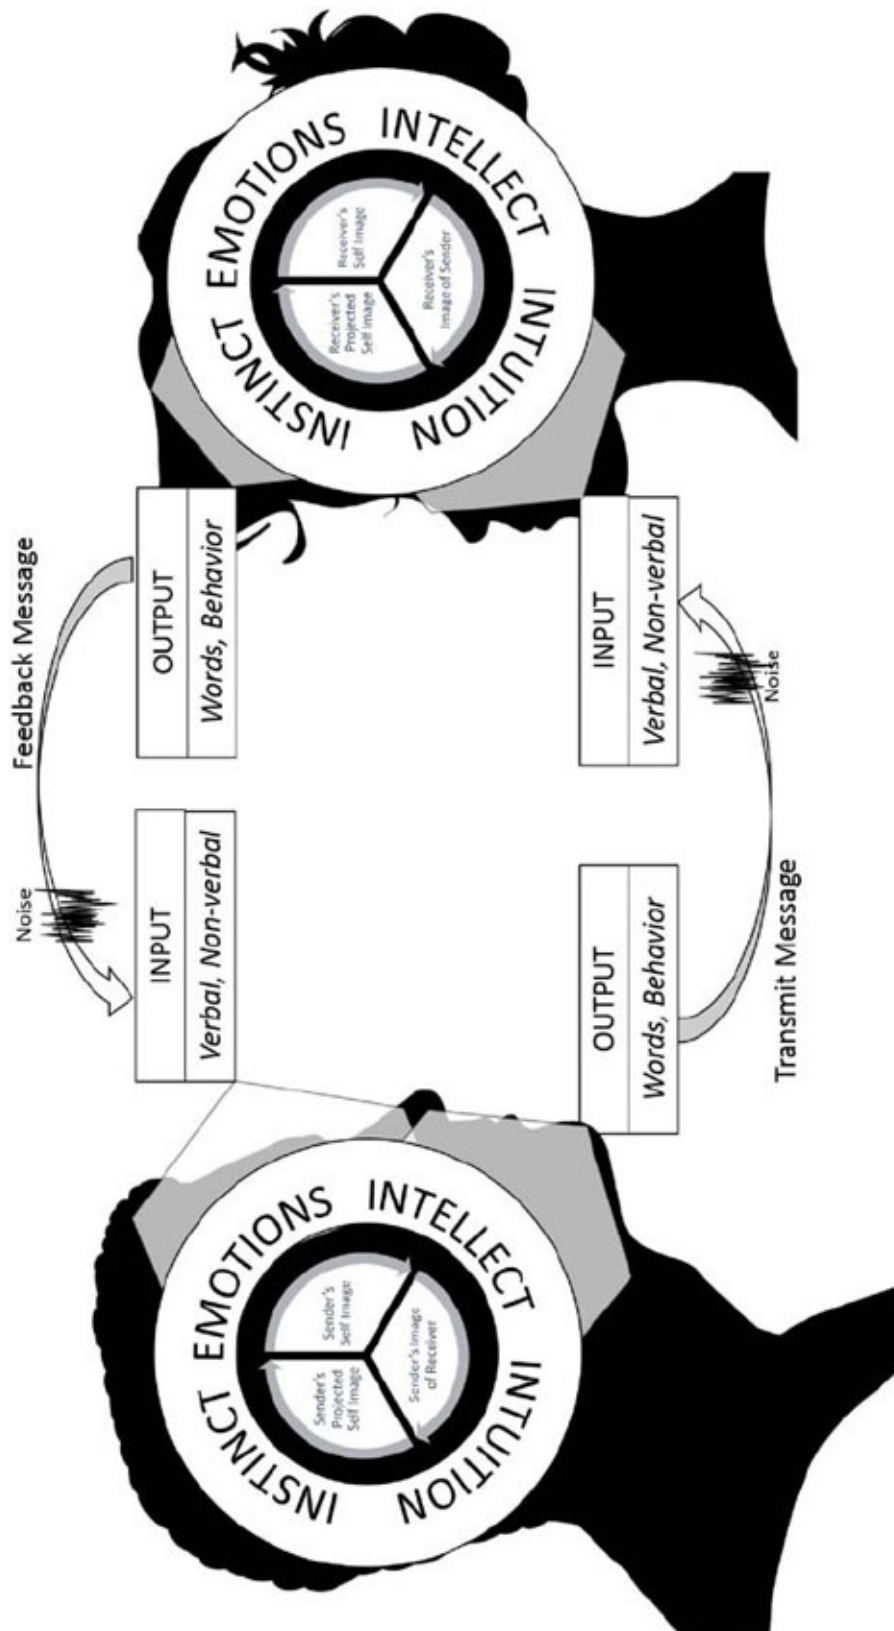 Feedback Message
Noise
INPUT
Verbal, Non-verbal
OUTPUT
Words, Behavior
INSTINCT EMOTIONS INTELLECT INTUITION
Sender's
Projected
Self Image
Sender's
Self Image
Sender's Image
of Receiver
INSTINCT EMOTIONS INTELLECT INTUITION
Receiver's
Projected
Self Image
Receiver's
Self Image
Receiver's
Image of Sender
OUTPUT
Words, Behavior
INPUT
Verbal, Non-verbal
Noise
Transmit Message